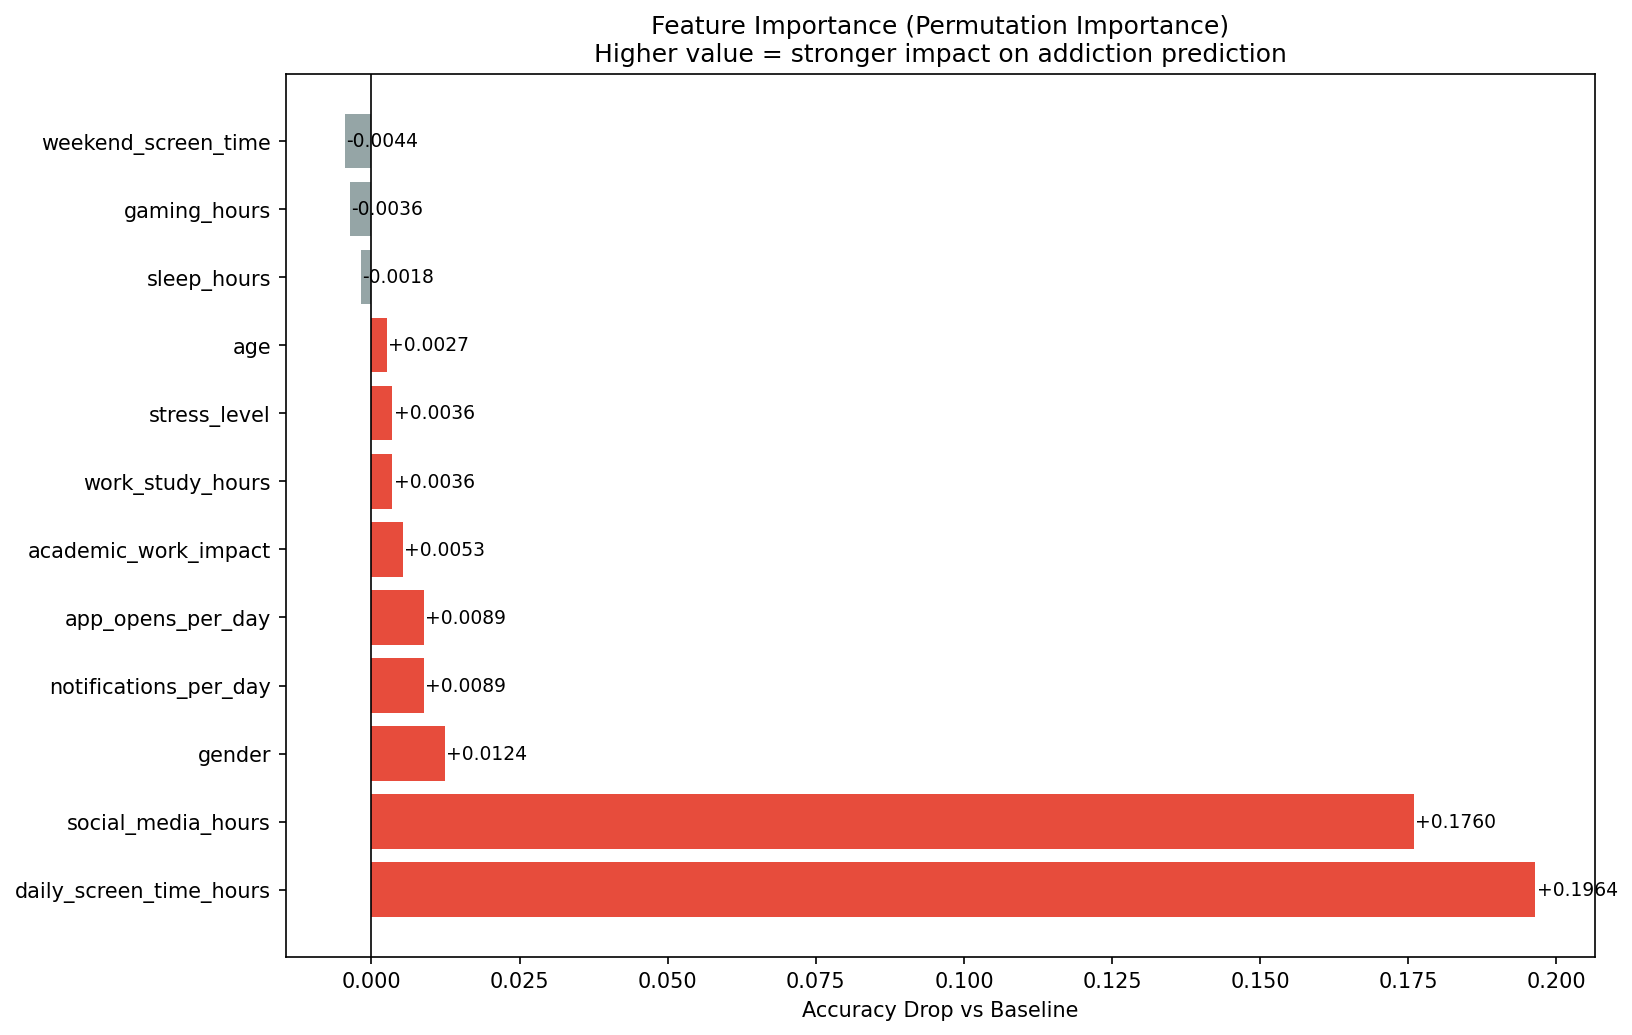 Feature Importance (Permutation Importance)
Higher value = stronger impact on addiction prediction
weekend_screen_time -0.0044
gaming_hours -0.0036
sleep_hours -0.0018
age +0.0027
stress_level +0.0036
work_study_hours +0.0036
academic_work_impact +0.0053
app_opens_per_day +0.0089
notifications_per_day +0.0089
gender +0.0124
social_media_hours +0.1760
daily_screen_time_hours +0.1964
0.000 0.025 0.050 0.075 0.100 0.125 0.150 0.175 0.200
Accuracy Drop vs Baseline